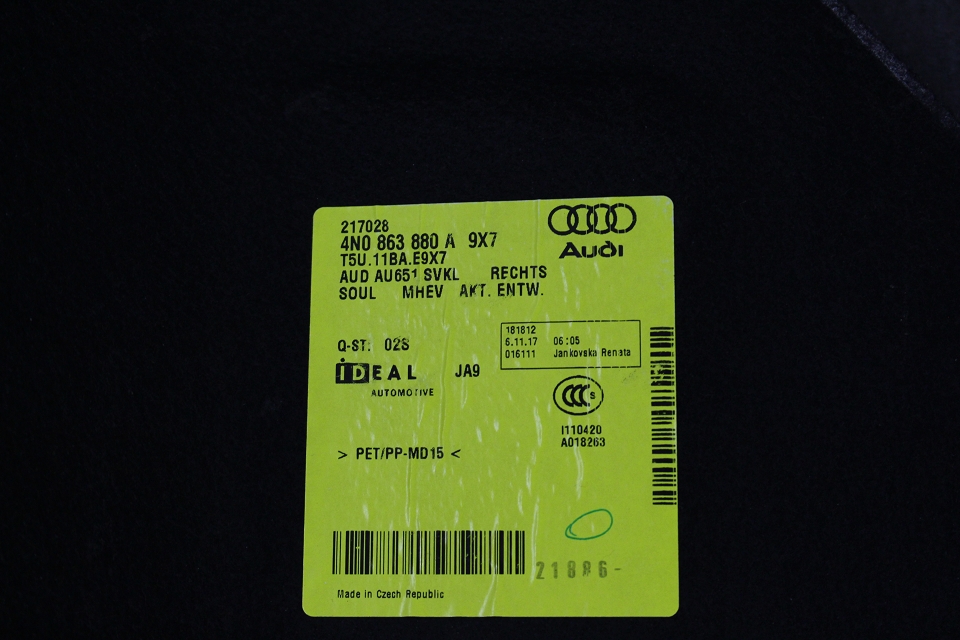 217028
4N0 863 880 A 9X7
T5U.11BA.E9X7
AUD AU651 SVKL RECHTS
SOUL MHEV AKT. ENTW.
Audi
Q-ST: 028
181812
6.11.17 06:05
016111 Jankovska Renata
iDEAL JA9
AUTOMOTIVE
CCC S
I110420
A018263
> PET/PP-MD15 <
21886-
Made in Czech Republic